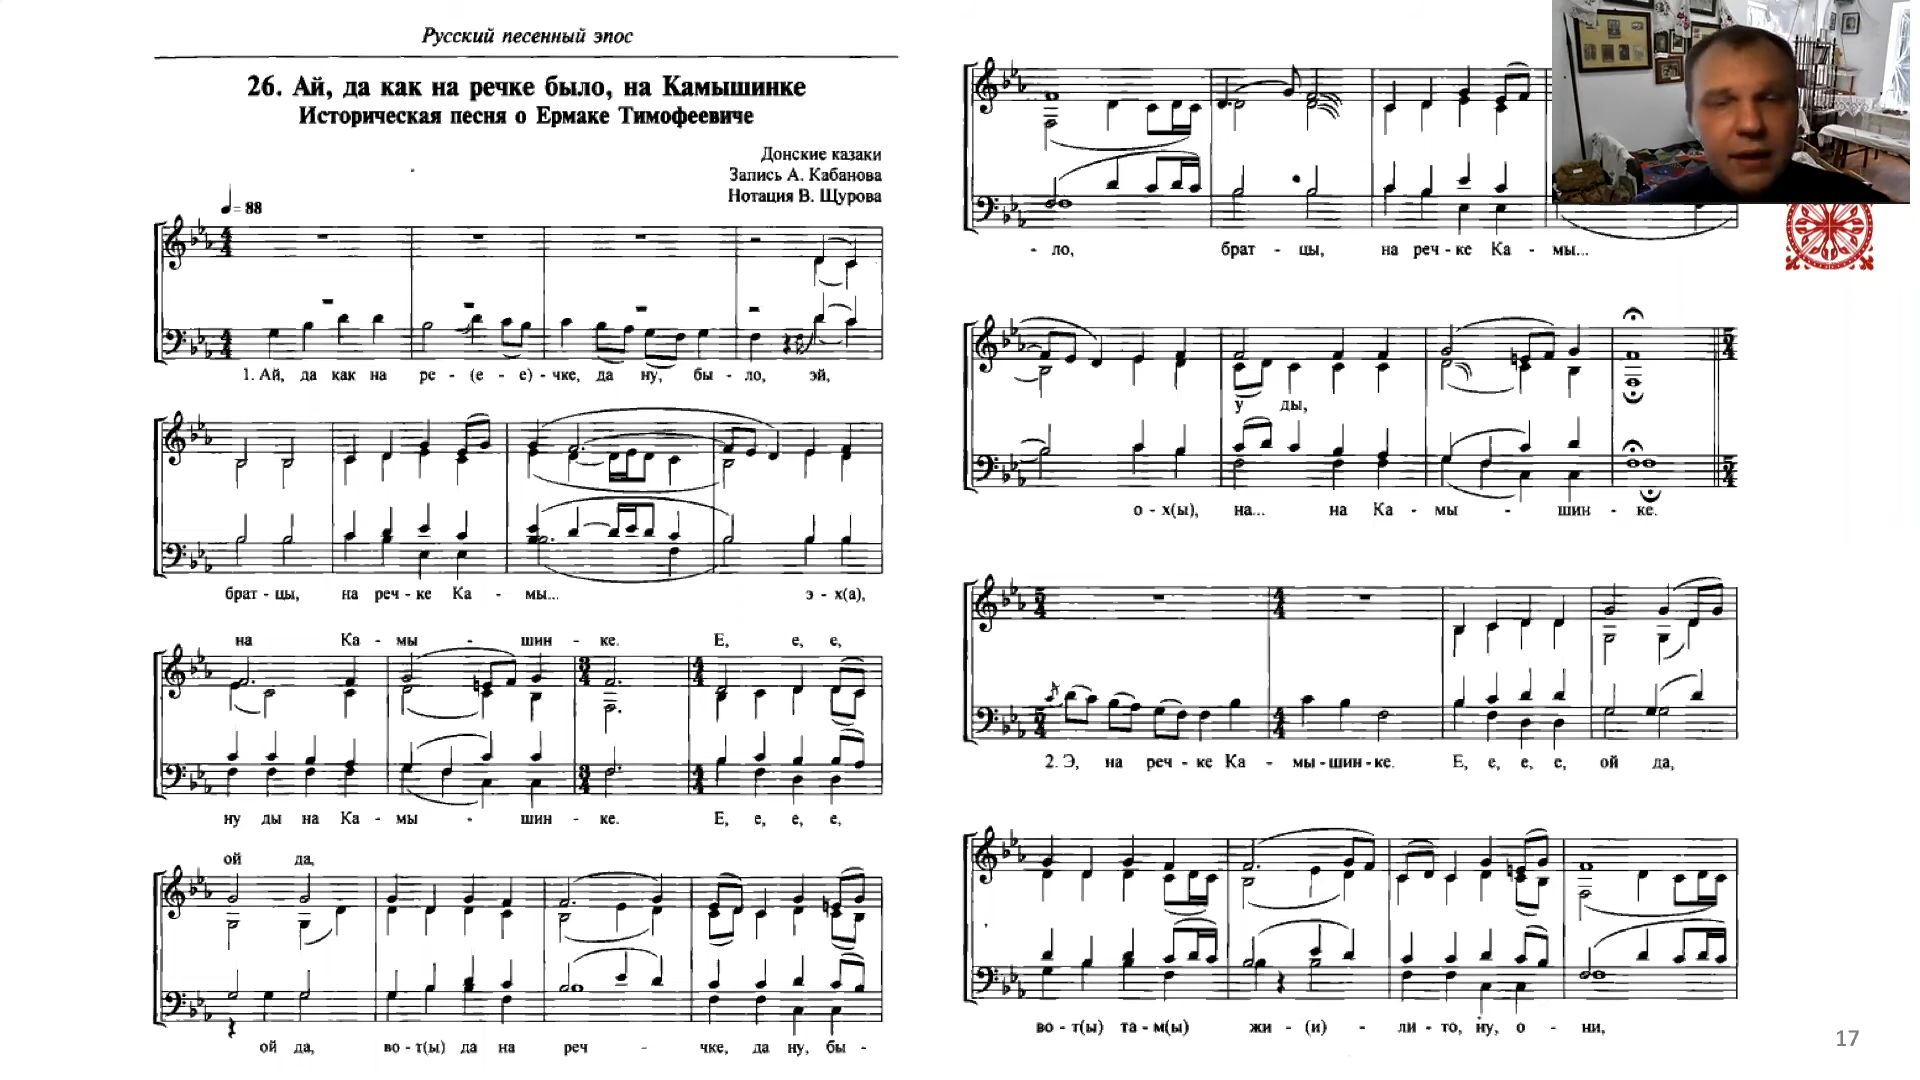 Русский песенный эпос
26. Ай, да как на речке было, на Камышинке
Историческая песня о Ермаке Тимофеевиче
Донские казаки
Запись А. Кабанова
Нотация В. Щурова
♩ = 88
1. Ай, да как на ре - (е - е) - чке, да ну, бы - ло, эй,
брат - цы, на реч - ке Ка - мы... э - х(а),
на Ка - мы - шин - ке. Е, е, е,
ну ды на Ка - мы - шин - ке. Е, е, е, е,
ой да,
ой да, во - т(ы) да на реч - чке, да ну, бы -
- ло, брат - цы, на реч - ке Ка - мы...
у ды,
о - х(ы), на... на Ка - мы - шин - ке.
2. Э, на реч - ке Ка - мы - шин - ке. Е, е, е, е, ой да,
во - т(ы) та - м(ы) жи - (и) - ли - то, ну, о - ни,
17